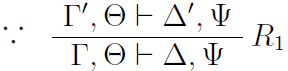 ∵ Γ′, Θ ⊢ Δ′, Ψ
Γ, Θ ⊢ Δ, Ψ R₁